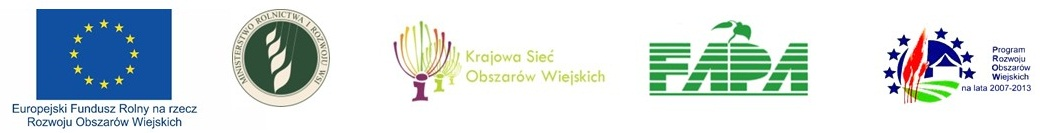 Europejski Fundusz Rolny na rzecz
Rozwoju Obszarów Wiejskich
MINISTERSTWO ROLNICTWA I ROZWOJU WSI
Krajowa Sieć
Obszarów Wiejskich
FAPA
Program
Rozwoju
Obszarów
Wiejskich
na lata 2007-2013